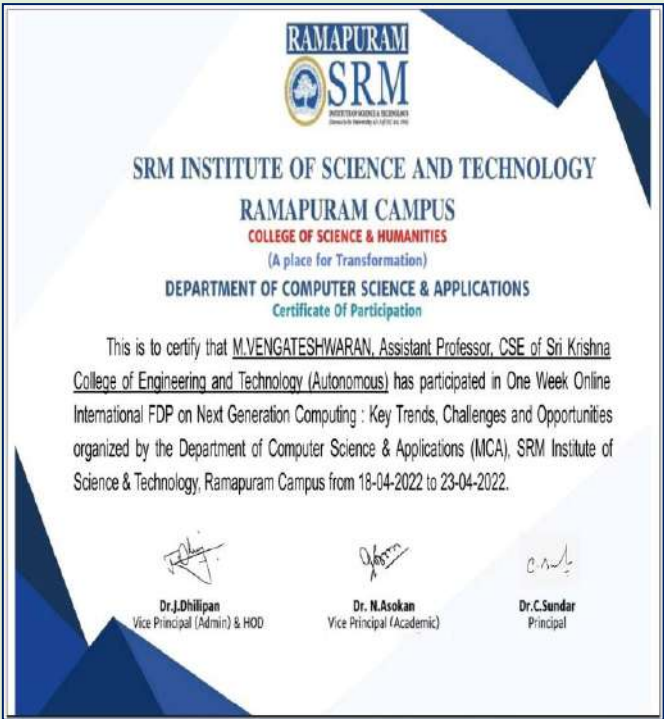 RAMAPURAM
SRM
INSTITUTE OF SCIENCE & TECHNOLOGY
SRM INSTITUTE OF SCIENCE AND TECHNOLOGY
RAMAPURAM CAMPUS
COLLEGE OF SCIENCE & HUMANITIES
(A place for Transformation)
DEPARTMENT OF COMPUTER SCIENCE & APPLICATIONS
Certificate Of Participation
This is to certify that M.VENGATESHWARAN, Assistant Professor, CSE of Sri Krishna
College of Engineering and Technology (Autonomous) has participated in One Week Online
International FDP on Next Generation Computing : Key Trends, Challenges and Opportunities
organized by the Department of Computer Science & Applications (MCA), SRM Institute of
Science & Technology, Ramapuram Campus from 18-04-2022 to 23-04-2022.
Dr.J.Dhilipan
Vice Principal (Admin) & HOD
Dr. N.Asokan
Vice Principal (Academic)
Dr.C.Sundar
Principal